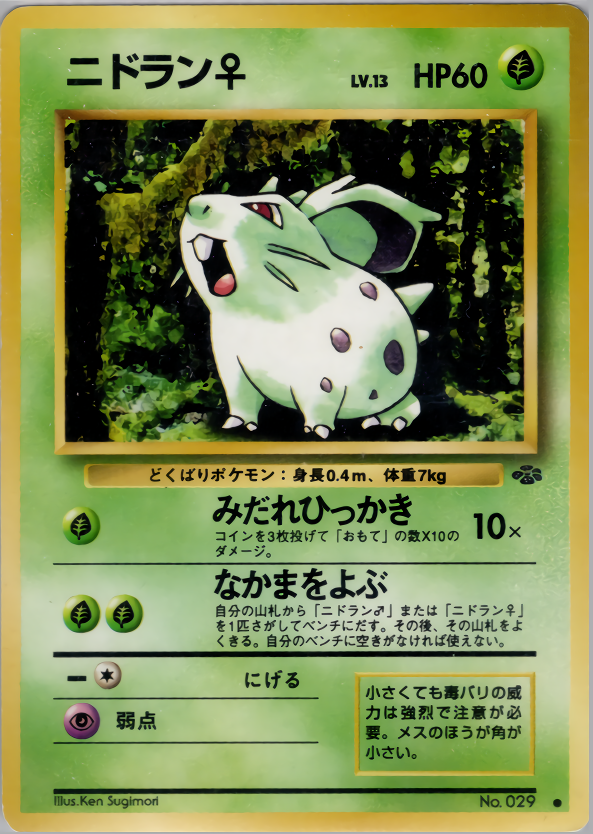 ニドラン♀ LV.13 HP60
どくばりポケモン：身長0.4m、体重7kg
みだれひっかき 10×
コインを3枚投げて「おもて」の数X10の
ダメージ。
なかまをよぶ
自分の山札から「ニドラン♂」または「ニドラン♀」
を1匹さがしてベンチにだす。その後、その山札をよ
くきる。自分のベンチに空きがなければ使えない。
ー にげる
弱点
小さくても毒バリの威
力は強烈で注意が必
要。メスのほうが角が
小さい。
Illus.Ken Sugimori No. 029